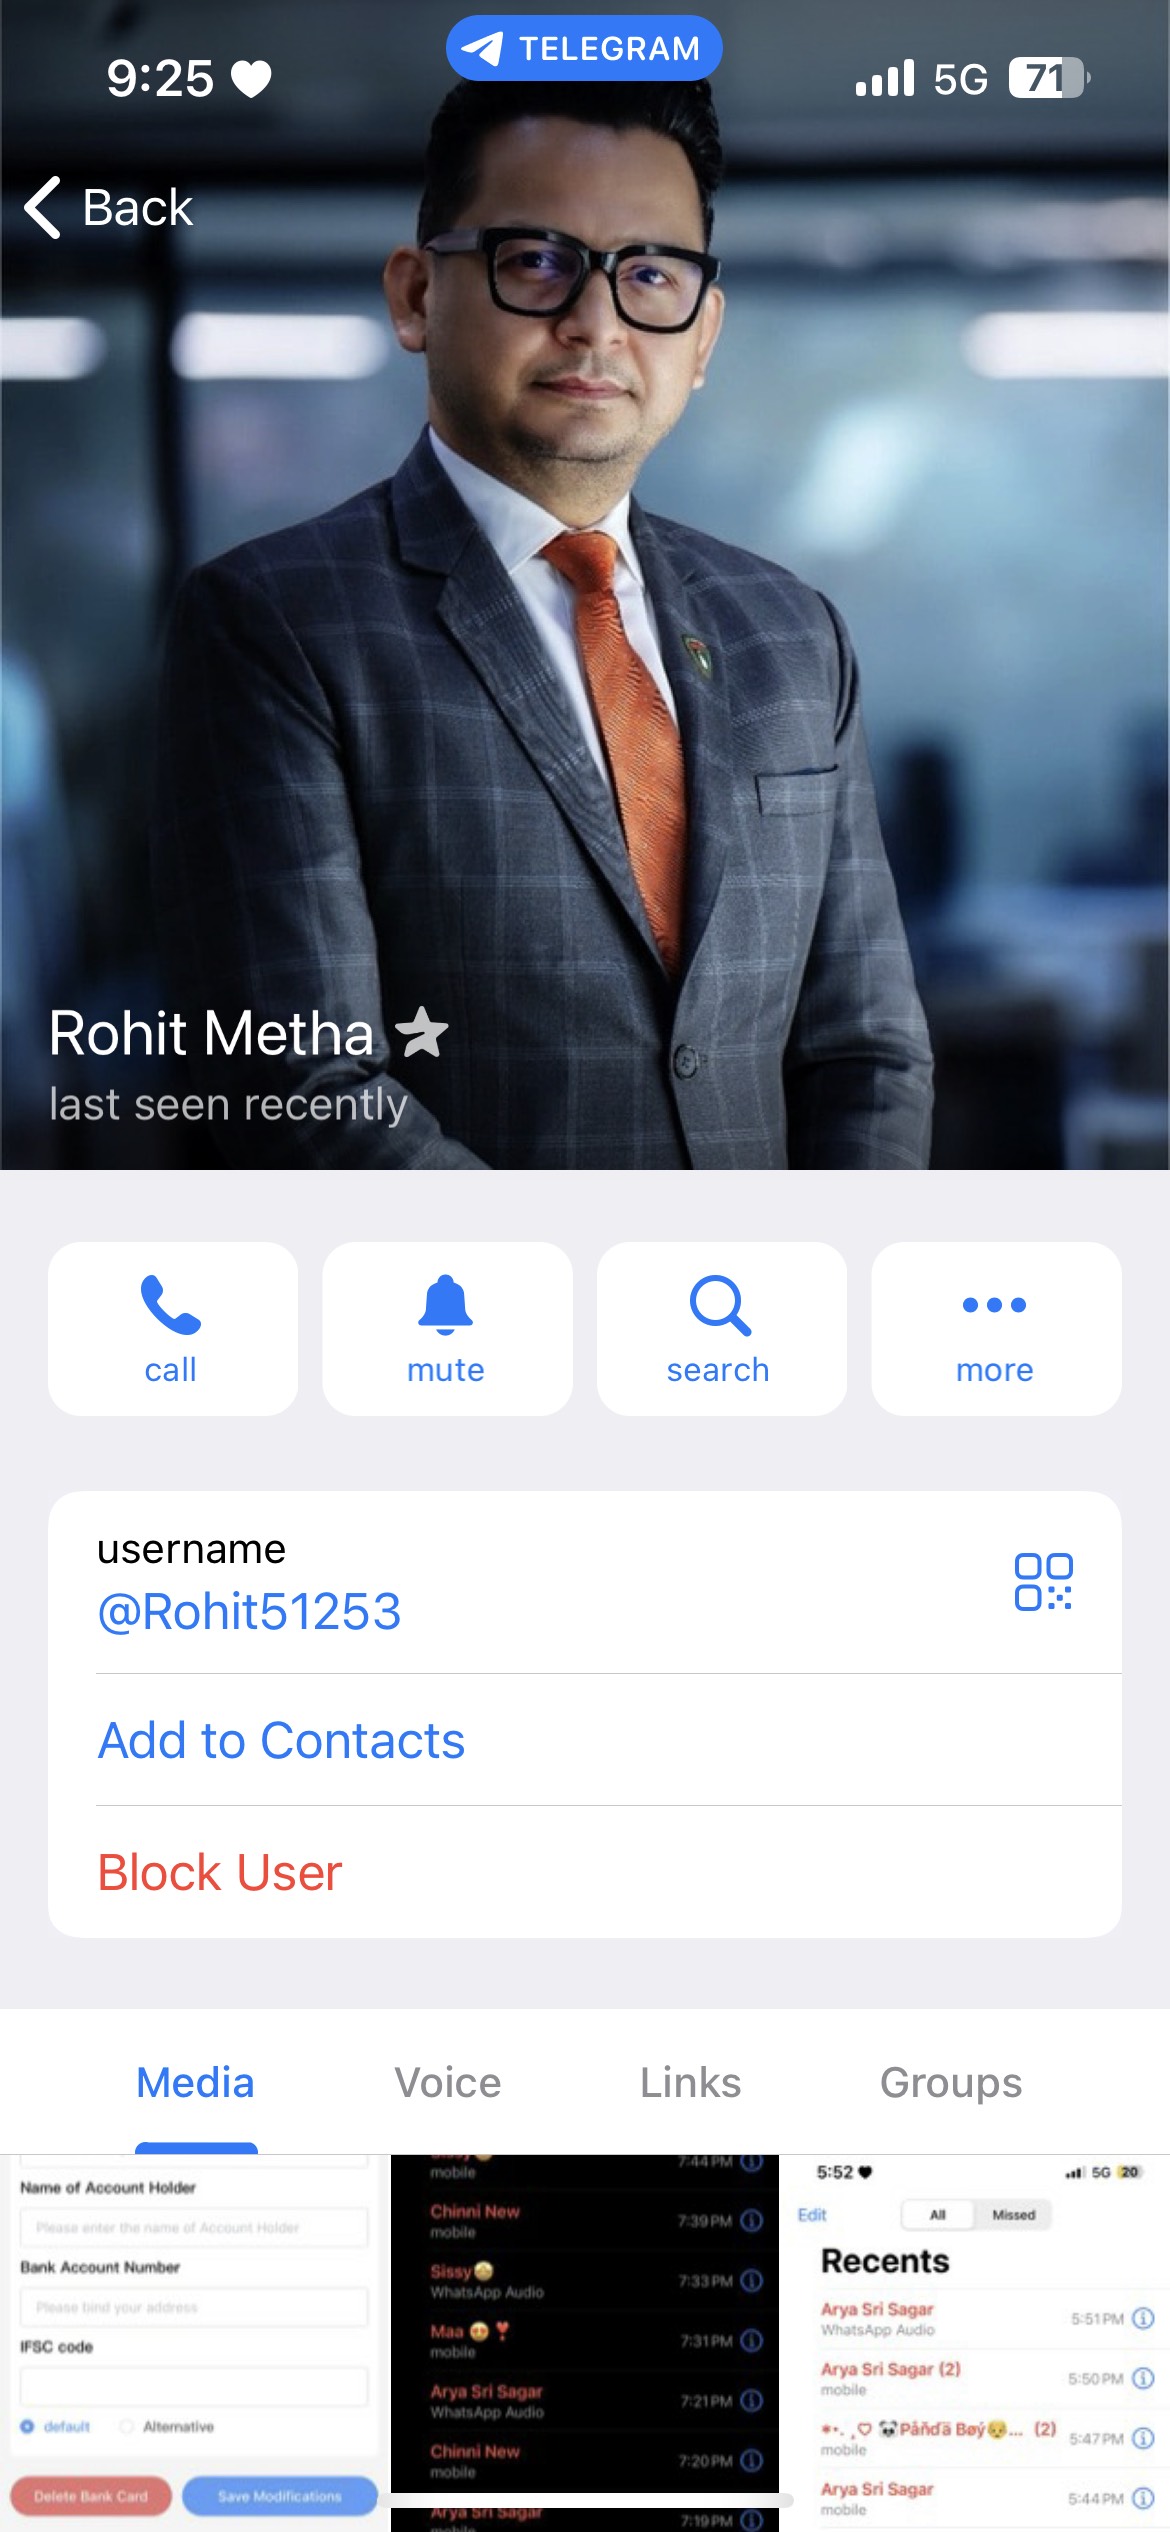 TELEGRAM
9:25
5G
71
Back
Rohit Metha
last seen recently
call
mute
search
more
username
@Rohit51253
Add to Contacts
Block User
Media
Voice
Links
Groups
Name of Account Holder
Please enter the name of Account Holder
Bank Account Number
Please bind your address
IFSC code
default
Alternative
Delete Bank Card
Save Modifications
7:44 PM
mobile
Chinni New
7:39 PM
mobile
Sissy🤩
7:33 PM
WhatsApp Audio
Maa 😍 ❣️
7:31 PM
mobile
Arya Sri Sagar
7:21 PM
WhatsApp Audio
Chinni New
7:20 PM
mobile
Arya Sri Sagar
7:19 PM
5:52
5G
20
Edit
All
Missed
Recents
Arya Sri Sagar
5:51 PM
WhatsApp Audio
Arya Sri Sagar (2)
5:50 PM
mobile
(2)
5:47 PM
mobile
Arya Sri Sagar
5:44 PM
mobile